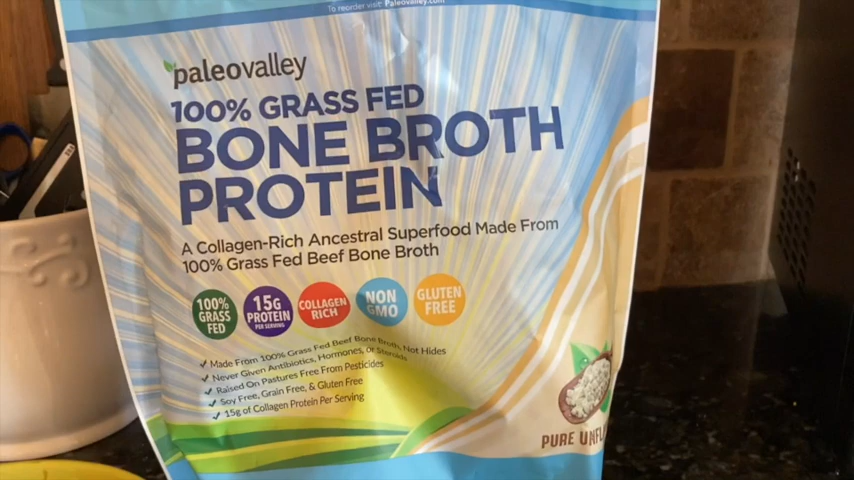 To reorder visit: Paleovalley.com
paleovalley
100% GRASS FED
BONE BROTH
PROTEIN
A Collagen-Rich Ancestral Superfood Made From
100% Grass Fed Beef Bone Broth
100%
GRASS
FED
15G
PROTEIN
PER SERVING
COLLAGEN
RICH
NON
GMO
GLUTEN
FREE
Made From 100% Grass Fed Beef Bone Broth, Not Hides
Never Given Antibiotics, Hormones, or Steroids
Raised On Pastures Free From Pesticides
Soy Free, Grain Free, & Gluten Free
15g of Collagen Protein Per Serving
PURE